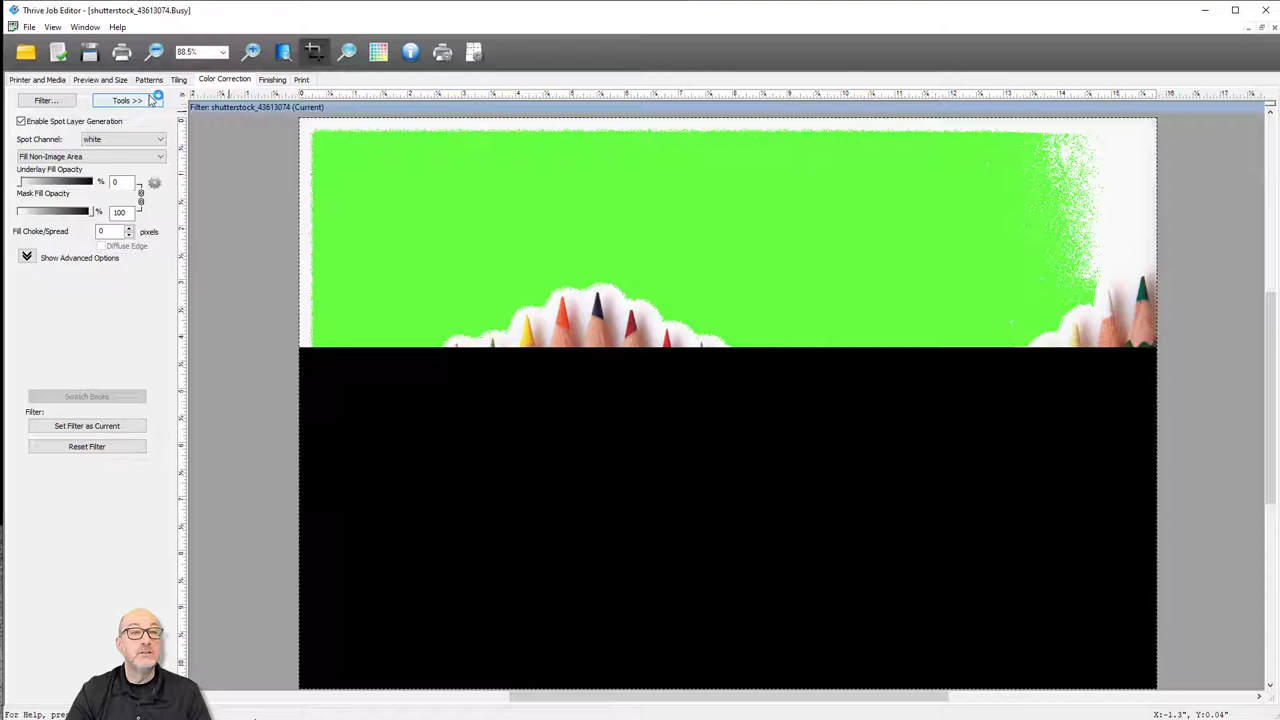 Thrive Job Editor - [shutterstock_43613074.Busy]
File View Window Help
88.5%
Printer and Media Preview and Size Patterns Tiling Color Correction Finishing Print
Filter... Tools >>
Filter: shutterstock_43613074 (Current)
Enable Spot Layer Generation
Spot Channel: white
Fill Non-Image Area
Underlay Fill Opacity
% 0
Mask Fill Opacity
% 100
Fill Choke/Spread 0 pixels
Diffuse Edge
Show Advanced Options
Swatch Books
Filter:
Set Filter as Current
Reset Filter
For Help, pres
X:-1.3", Y:0.04"